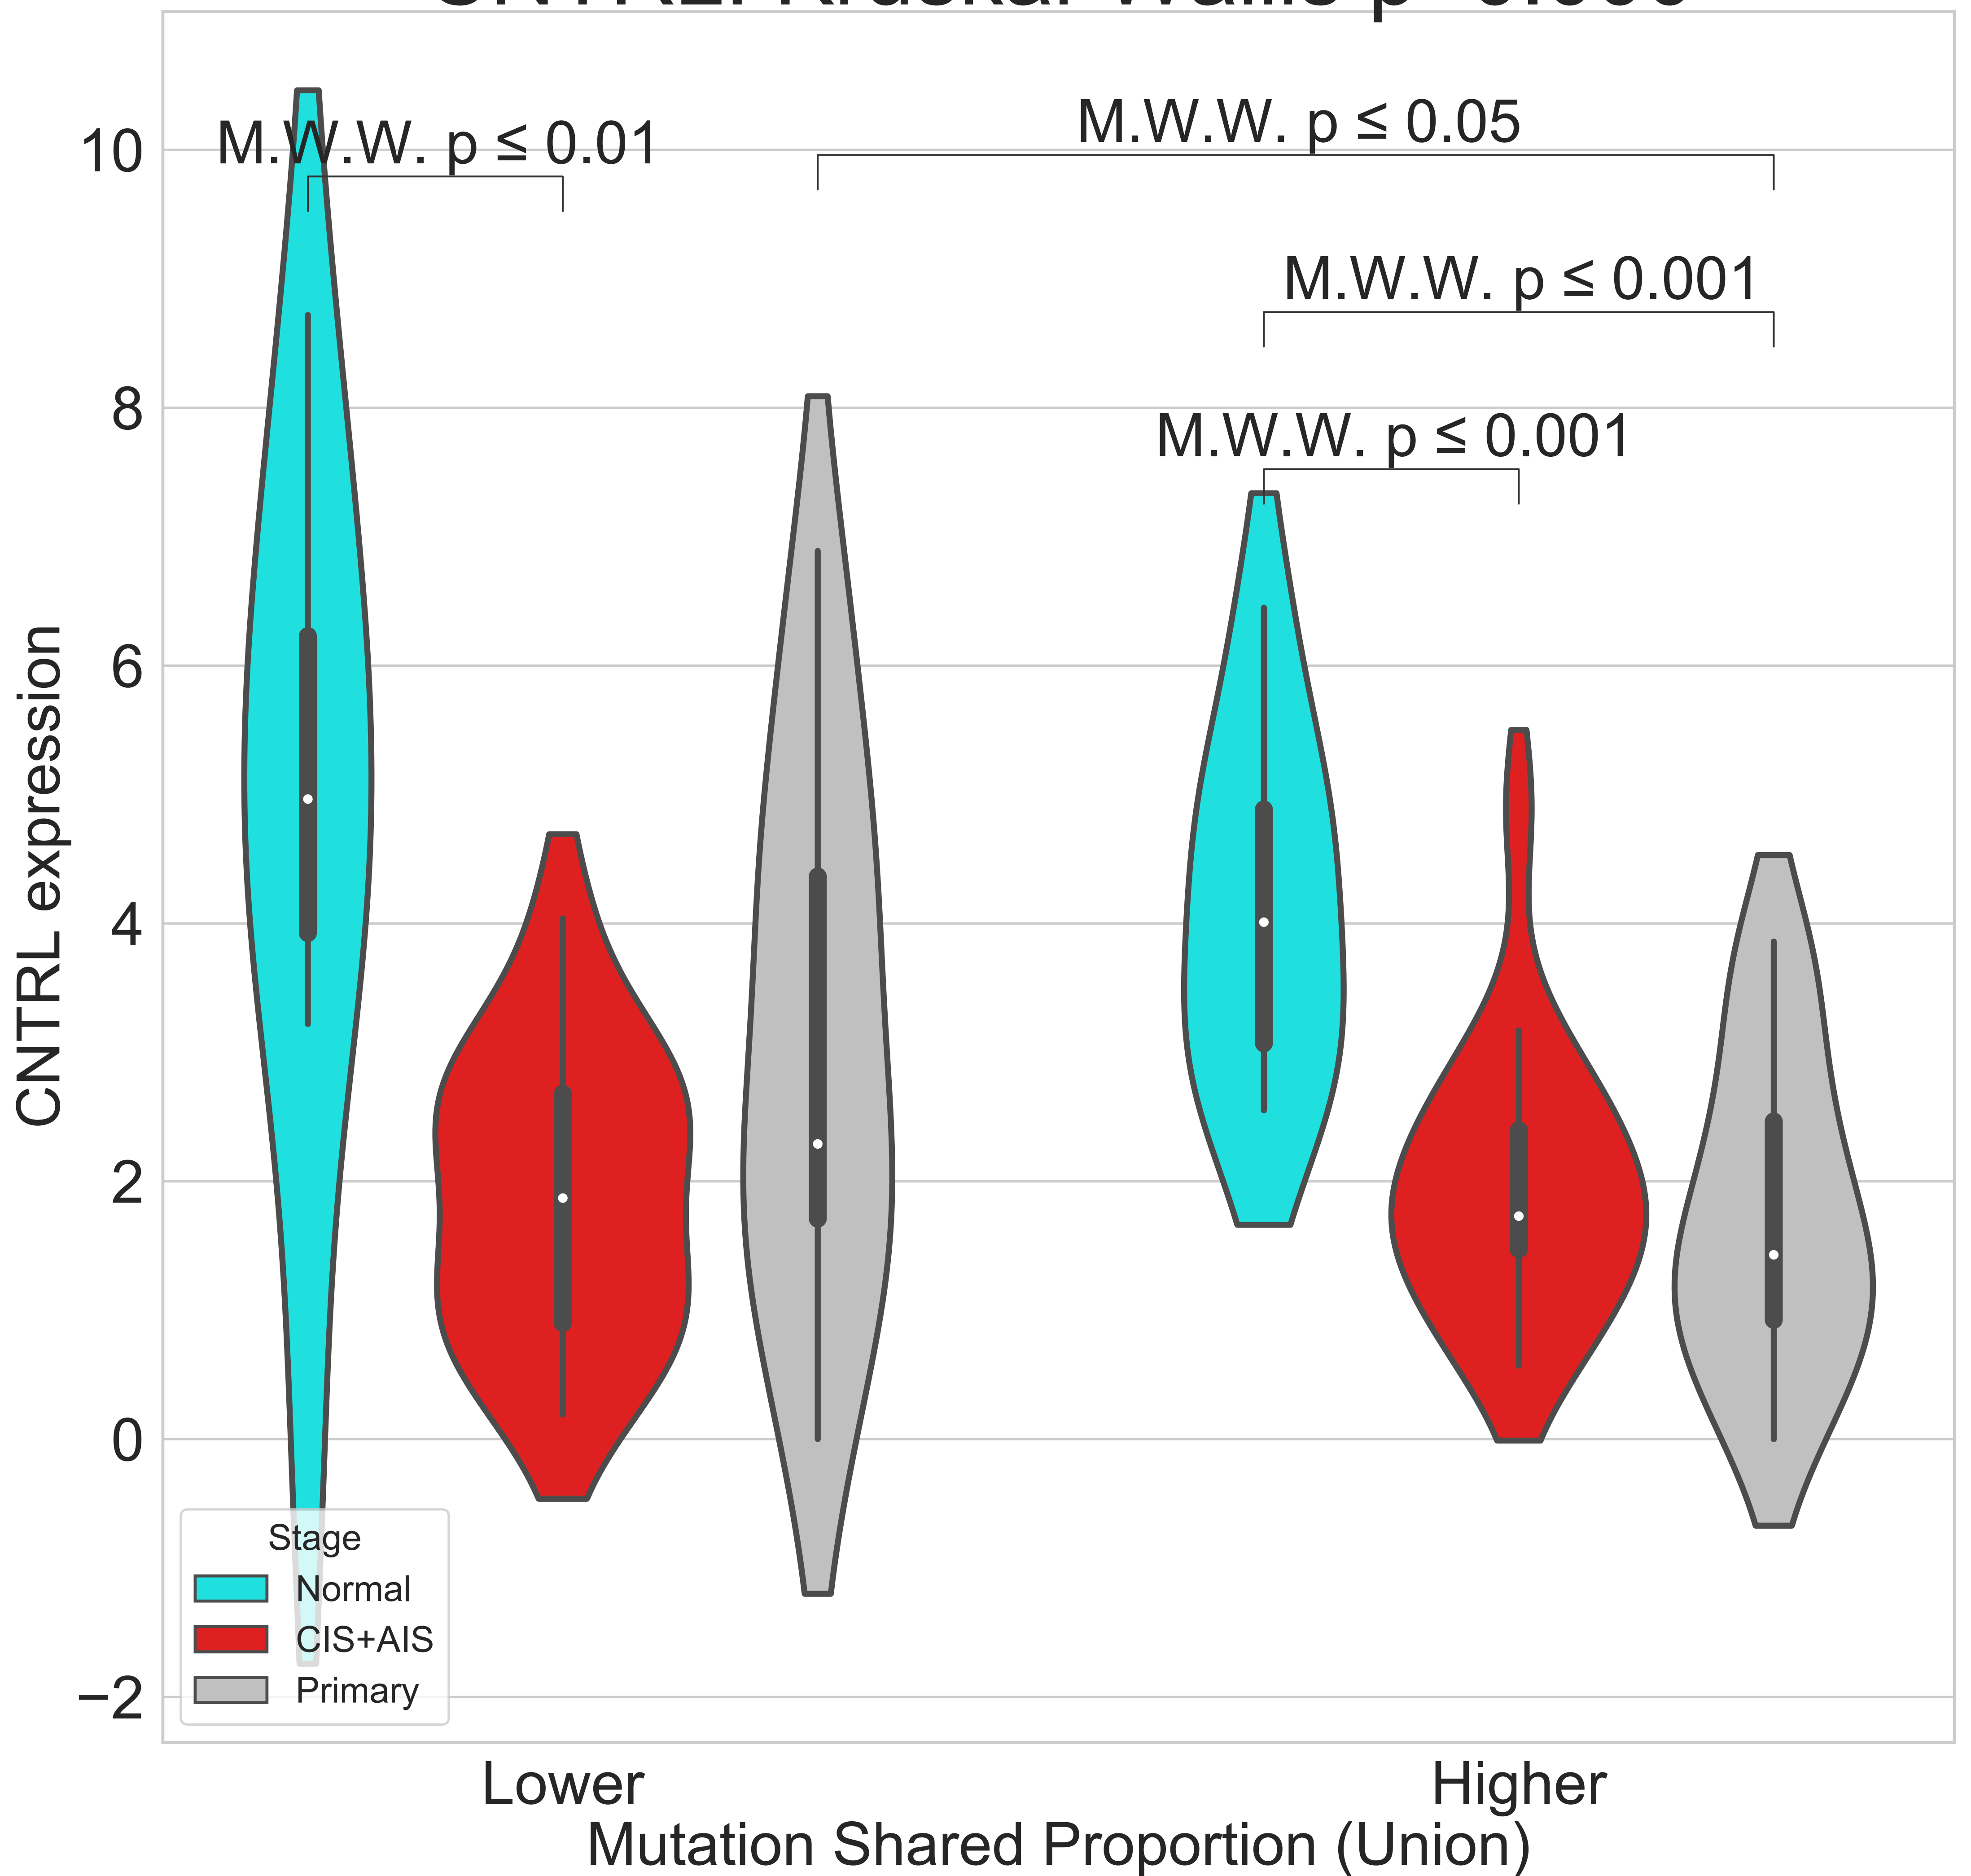 M.W.W. p ≤ 0.01
M.W.W. p ≤ 0.05
M.W.W. p ≤ 0.001
M.W.W. p ≤ 0.001
10
8
6
4
2
0
−2
CNTRL expression
Stage
Normal
CIS+AIS
Primary
Lower
Higher
Mutation Shared Proportion (Union)